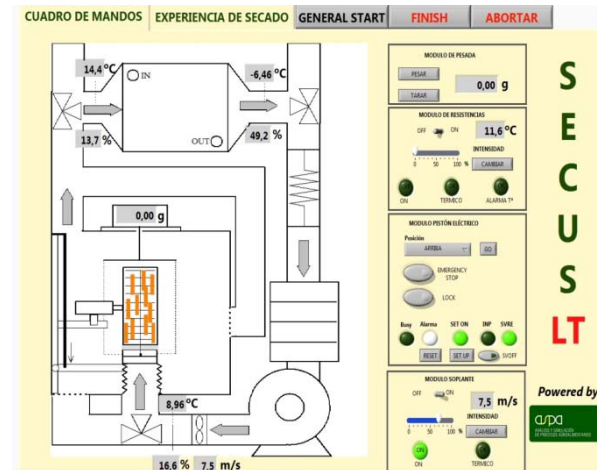 CUADRO DE MANDOS EXPERIENCIA DE SECADO GENERAL START FINISH ABORTAR
14,4 °C
IN
-6,46 °C
13,7 %
OUT
49,2 %
0,00 g
8,96 °C
16,6 % 7,5 m/s
MODULO DE PESADA
PESAR
0,00 g
TARAR
MODULO DE RESISTENCIAS
OFF ON 11,6 °C
INTENSIDAD
0 50 100 % CAMBIAR
ON TERMICO ALARMA Tª
MODULO PISTÓN ELÉCTRICO
Posición
ARRIBA GO
EMERGENCY
STOP
LOCK
Busy Alarma SET ON INP SVRE
RESET SET UP SVOFF
MODULO SOPLANTE
OFF ON 7,5 m/s
INTENSIDAD
0 50 100 % CAMBIAR
ON
ON TERMICO
S
E
C
U
S
LT
Powered by
aspa